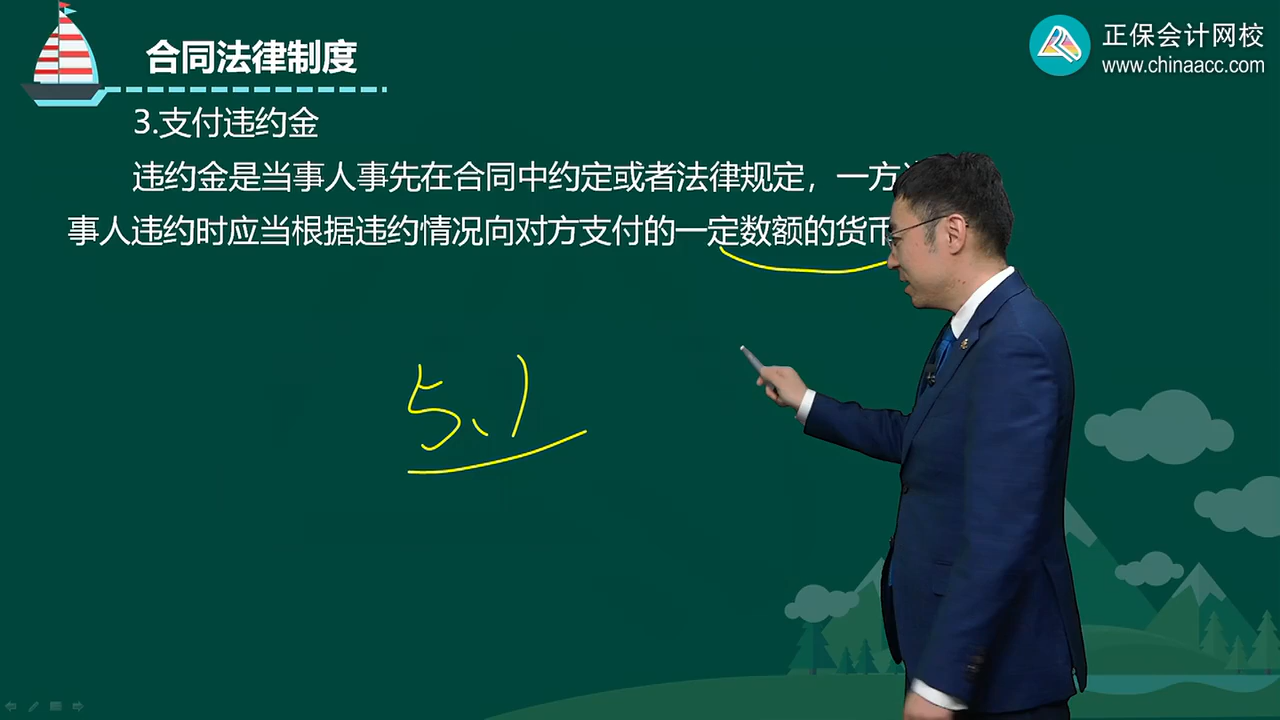 合同法律制度
正保会计网校
www.chinaacc.com
3.支付违约金
违约金是当事人事先在合同中约定或者法律规定，一方
事人违约时应当根据违约情况向对方支付的一定数额的货币
5、1